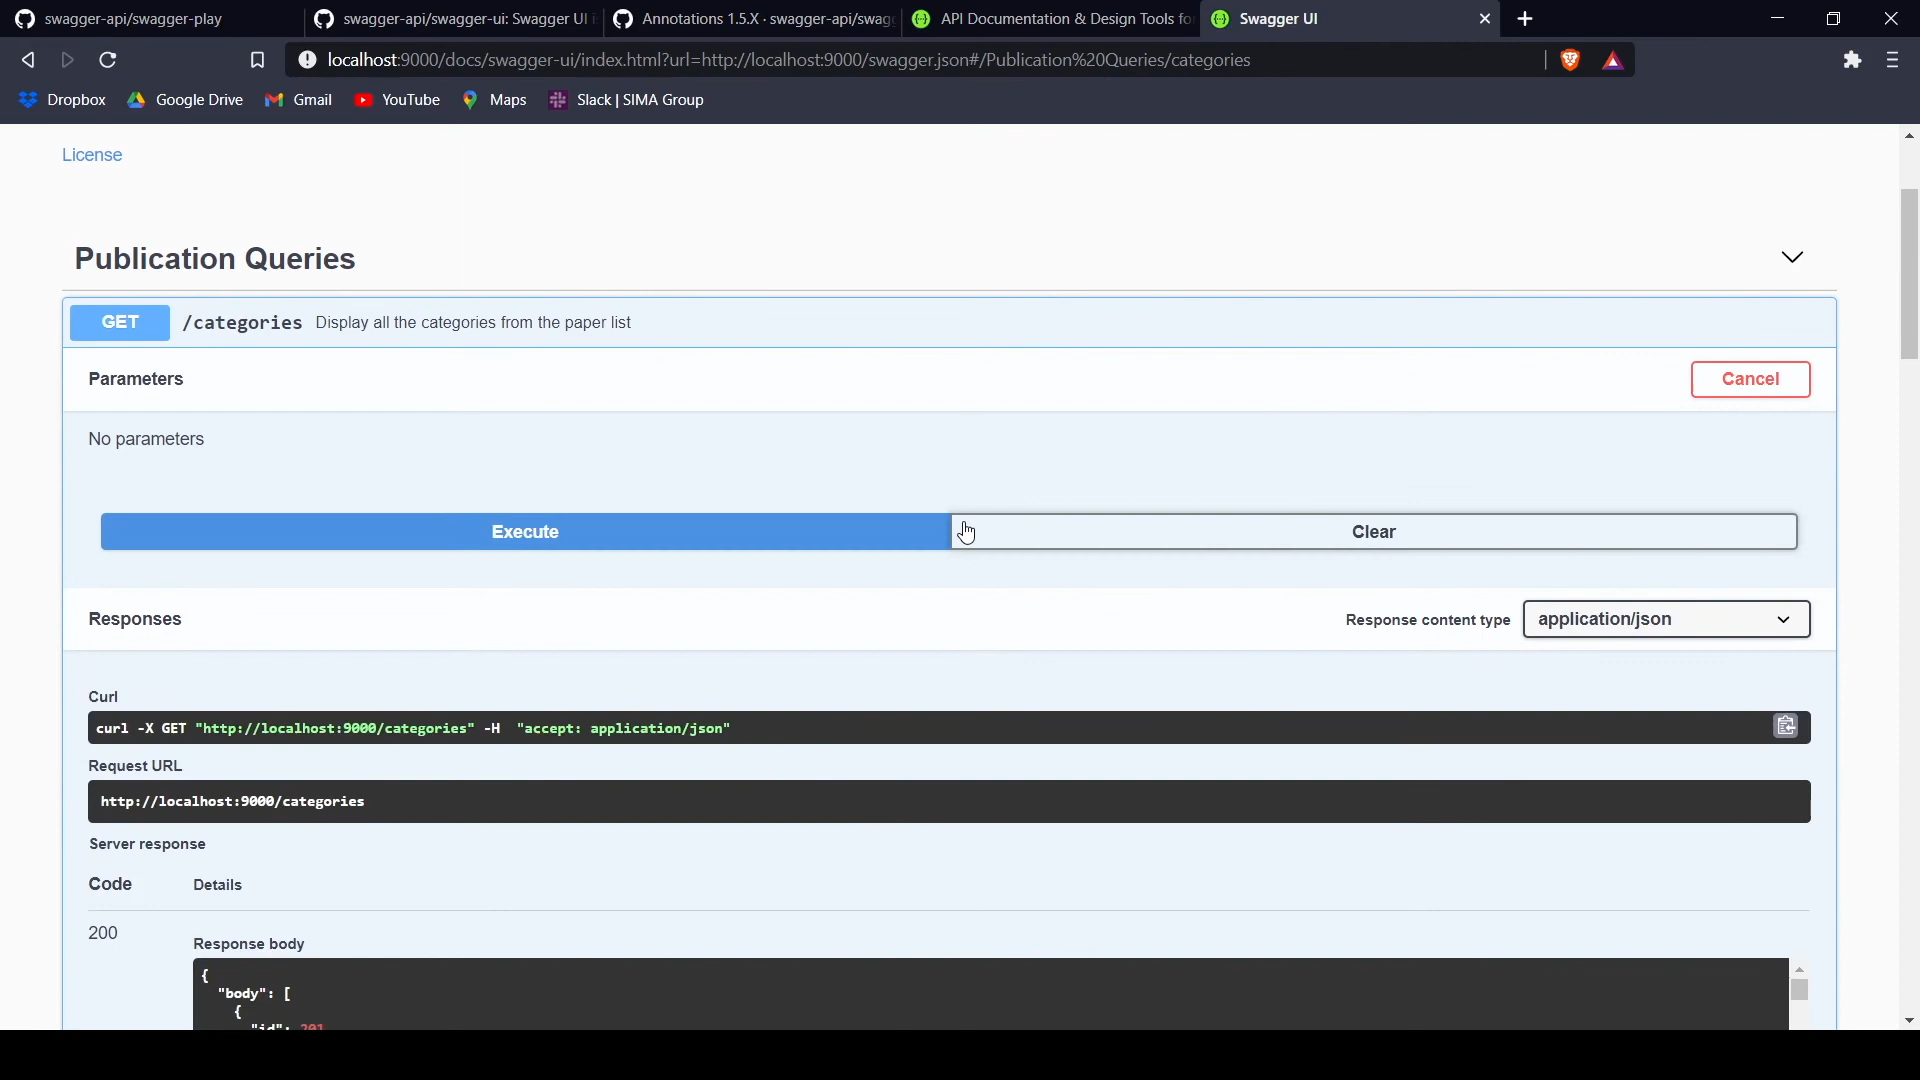 swagger-api/swagger-play
swagger-api/swagger-ui: Swagger UI i
Annotations 1.5.X · swagger-api/swag
API Documentation & Design Tools fo
Swagger UI
localhost:9000/docs/swagger-ui/index.html?url=http://localhost:9000/swagger.json#/Publication%20Queries/categories
Dropbox
Google Drive
Gmail
YouTube
Maps
Slack | SIMA Group
License
Publication Queries
GET /categories Display all the categories from the paper list
Parameters
Cancel
No parameters
Execute
Clear
Responses
Response content type
application/json
Curl
curl -X GET "http://localhost:9000/categories" -H "accept: application/json"
Request URL
http://localhost:9000/categories
Server response
Code Details
200
Response body
{
"body": [
{
"id": 201